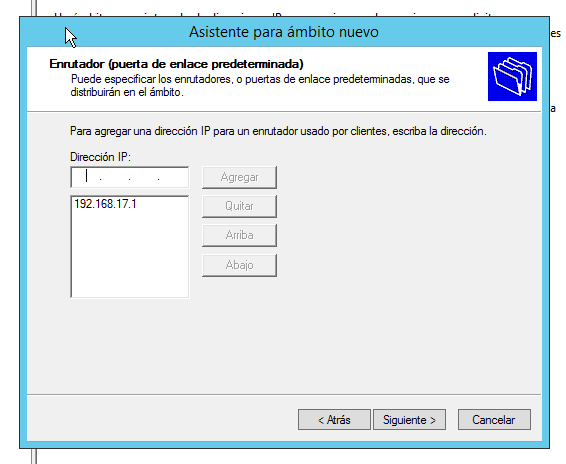 Asistente para ámbito nuevo
es
Enrutador (puerta de enlace predeterminada)
Puede especificar los enrutadores, o puertas de enlace predeterminadas, que se
distribuirán en el ámbito.
a
Para agregar una dirección IP para un enrutador usado por clientes, escriba la dirección.
Dirección IP:
. . .
Agregar
192.168.17.1
Quitar
Arriba
Abajo
< Atrás
Siguiente >
Cancelar